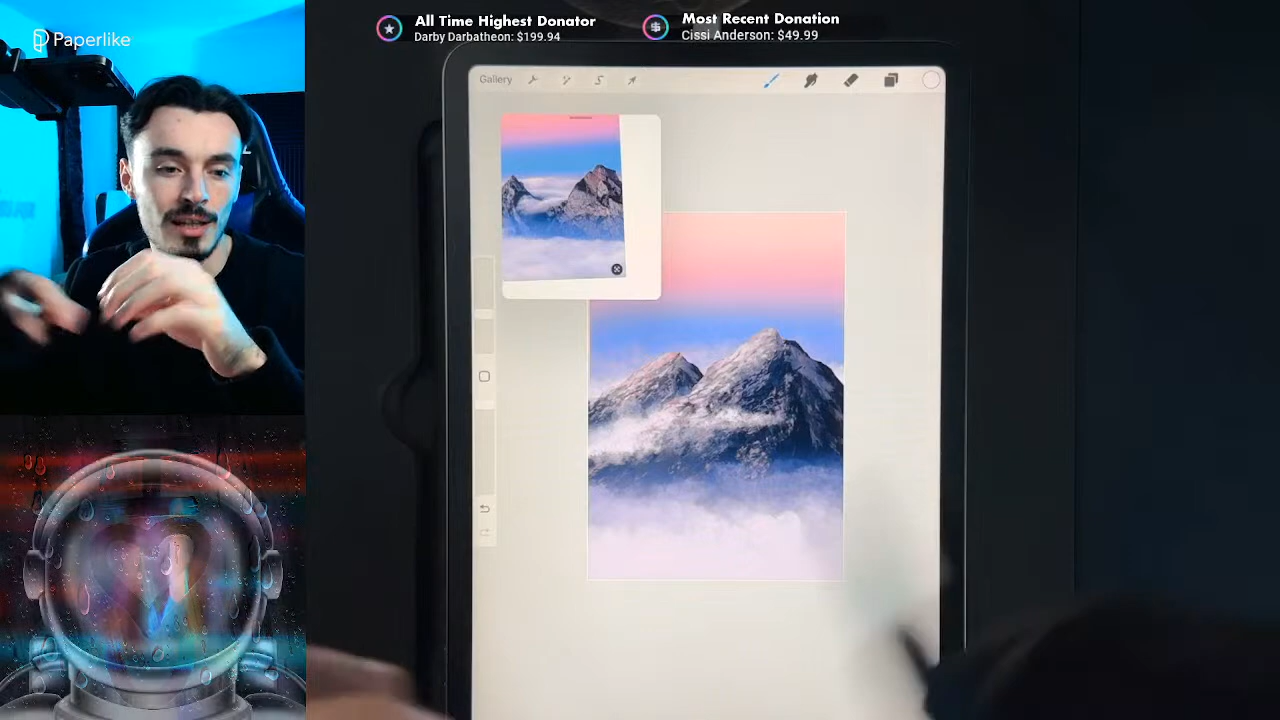 Paperlike
All Time Highest Donator
Darby Darbatheon: $199.94
Most Recent Donation
Cissi Anderson: $49.99
Gallery